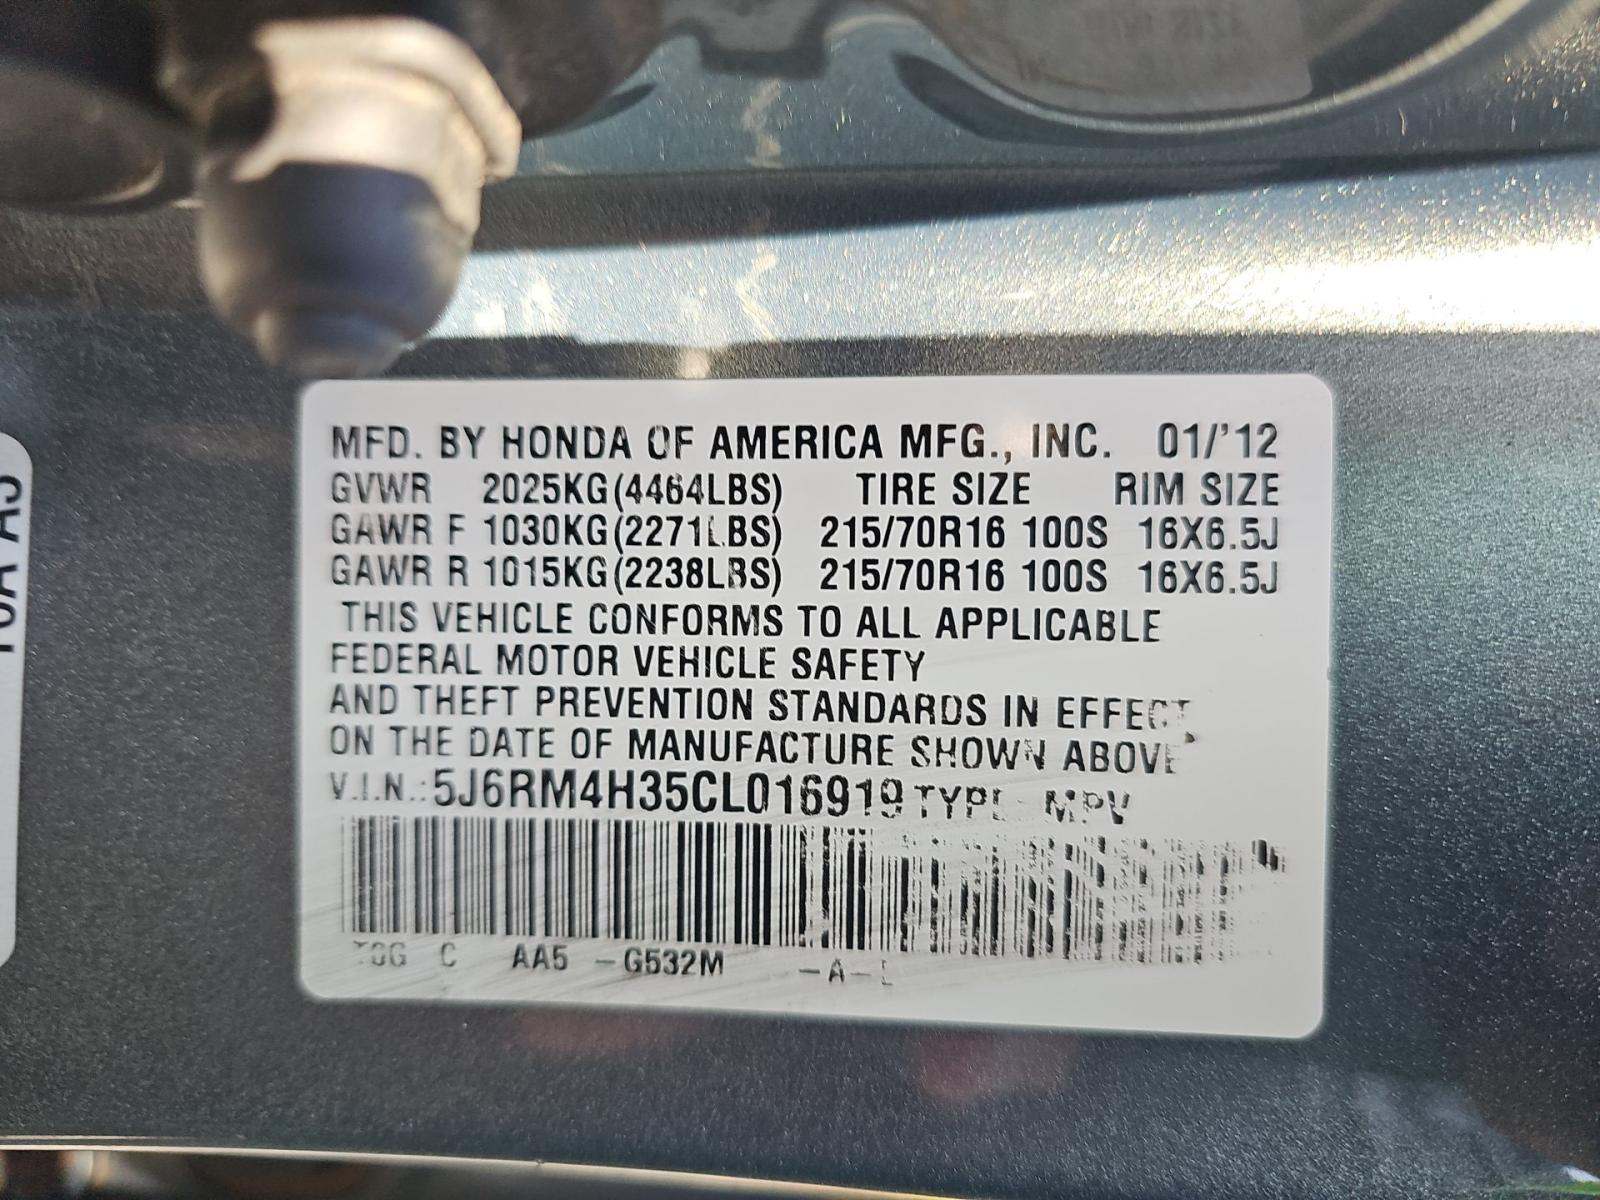 MFD. BY HONDA OF AMERICA MFG., INC. 01/'12
GVWR 2025KG(4464LBS) TIRE SIZE RIM SIZE
GAWR F 1030KG(2271LBS) 215/70R16 100S 16X6.5J
GAWR R 1015KG(2238LBS) 215/70R16 100S 16X6.5J
THIS VEHICLE CONFORMS TO ALL APPLICABLE
FEDERAL MOTOR VEHICLE SAFETY
AND THEFT PREVENTION STANDARDS IN EFFECT
ON THE DATE OF MANUFACTURE SHOWN ABOVE.
V.I.N.:5J6RM4H35CL016919 TYPE MPV
C AA5 -G532M -A-